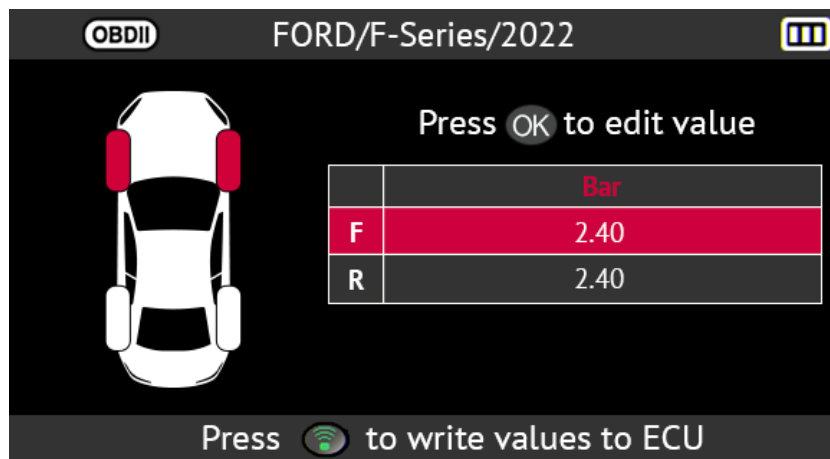 OBDII FORD/F-Series/2022
Press OK to edit value
Bar
F 2.40
R 2.40
Press to write values to ECU